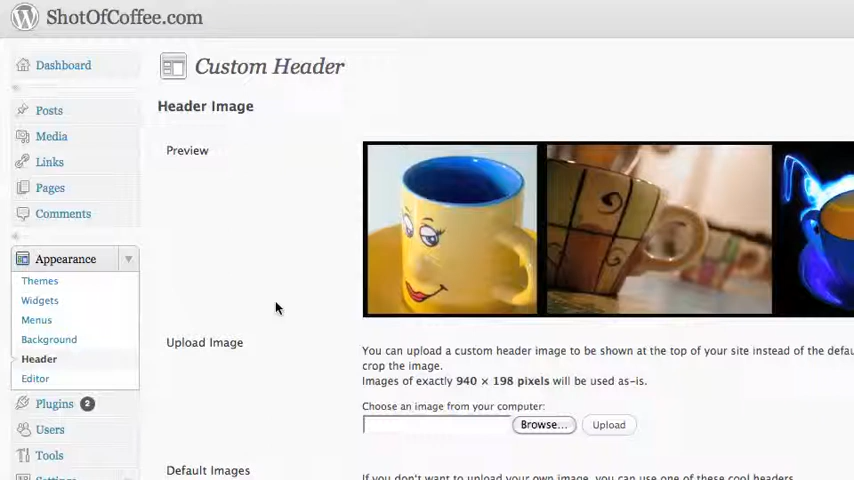 ShotOfCoffee.com
Dashboard
Posts
Media
Links
Pages
Comments
Appearance
Themes
Widgets
Menus
Background
Header
Editor
Plugins 2
Users
Tools
Settings
Custom Header
Header Image
Preview
Upload Image
You can upload a custom header image to be shown at the top of your site instead of the
crop the image.
Images of exactly 940 × 198 pixels will be used as-is.
Choose an image from your computer:
Browse... Upload
Default Images
If you don't want to upload your own image, you can use one of these cool headers